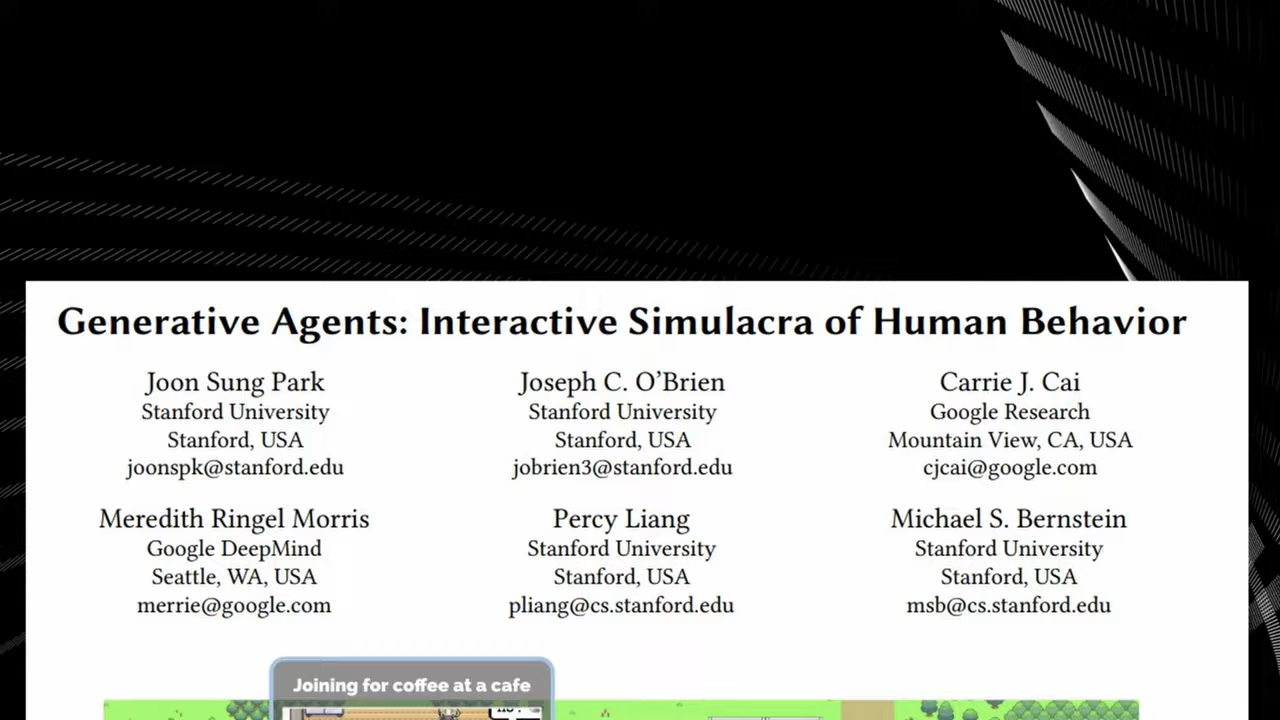 Generative Agents: Interactive Simulacra of Human Behavior
Joon Sung Park
Stanford University
Stanford, USA
joonspk@stanford.edu
Joseph C. O’Brien
Stanford University
Stanford, USA
jobrien3@stanford.edu
Carrie J. Cai
Google Research
Mountain View, CA, USA
cjcai@google.com
Meredith Ringel Morris
Google DeepMind
Seattle, WA, USA
merrie@google.com
Percy Liang
Stanford University
Stanford, USA
pliang@cs.stanford.edu
Michael S. Bernstein
Stanford University
Stanford, USA
msb@cs.stanford.edu
Joining for coffee at a cafe